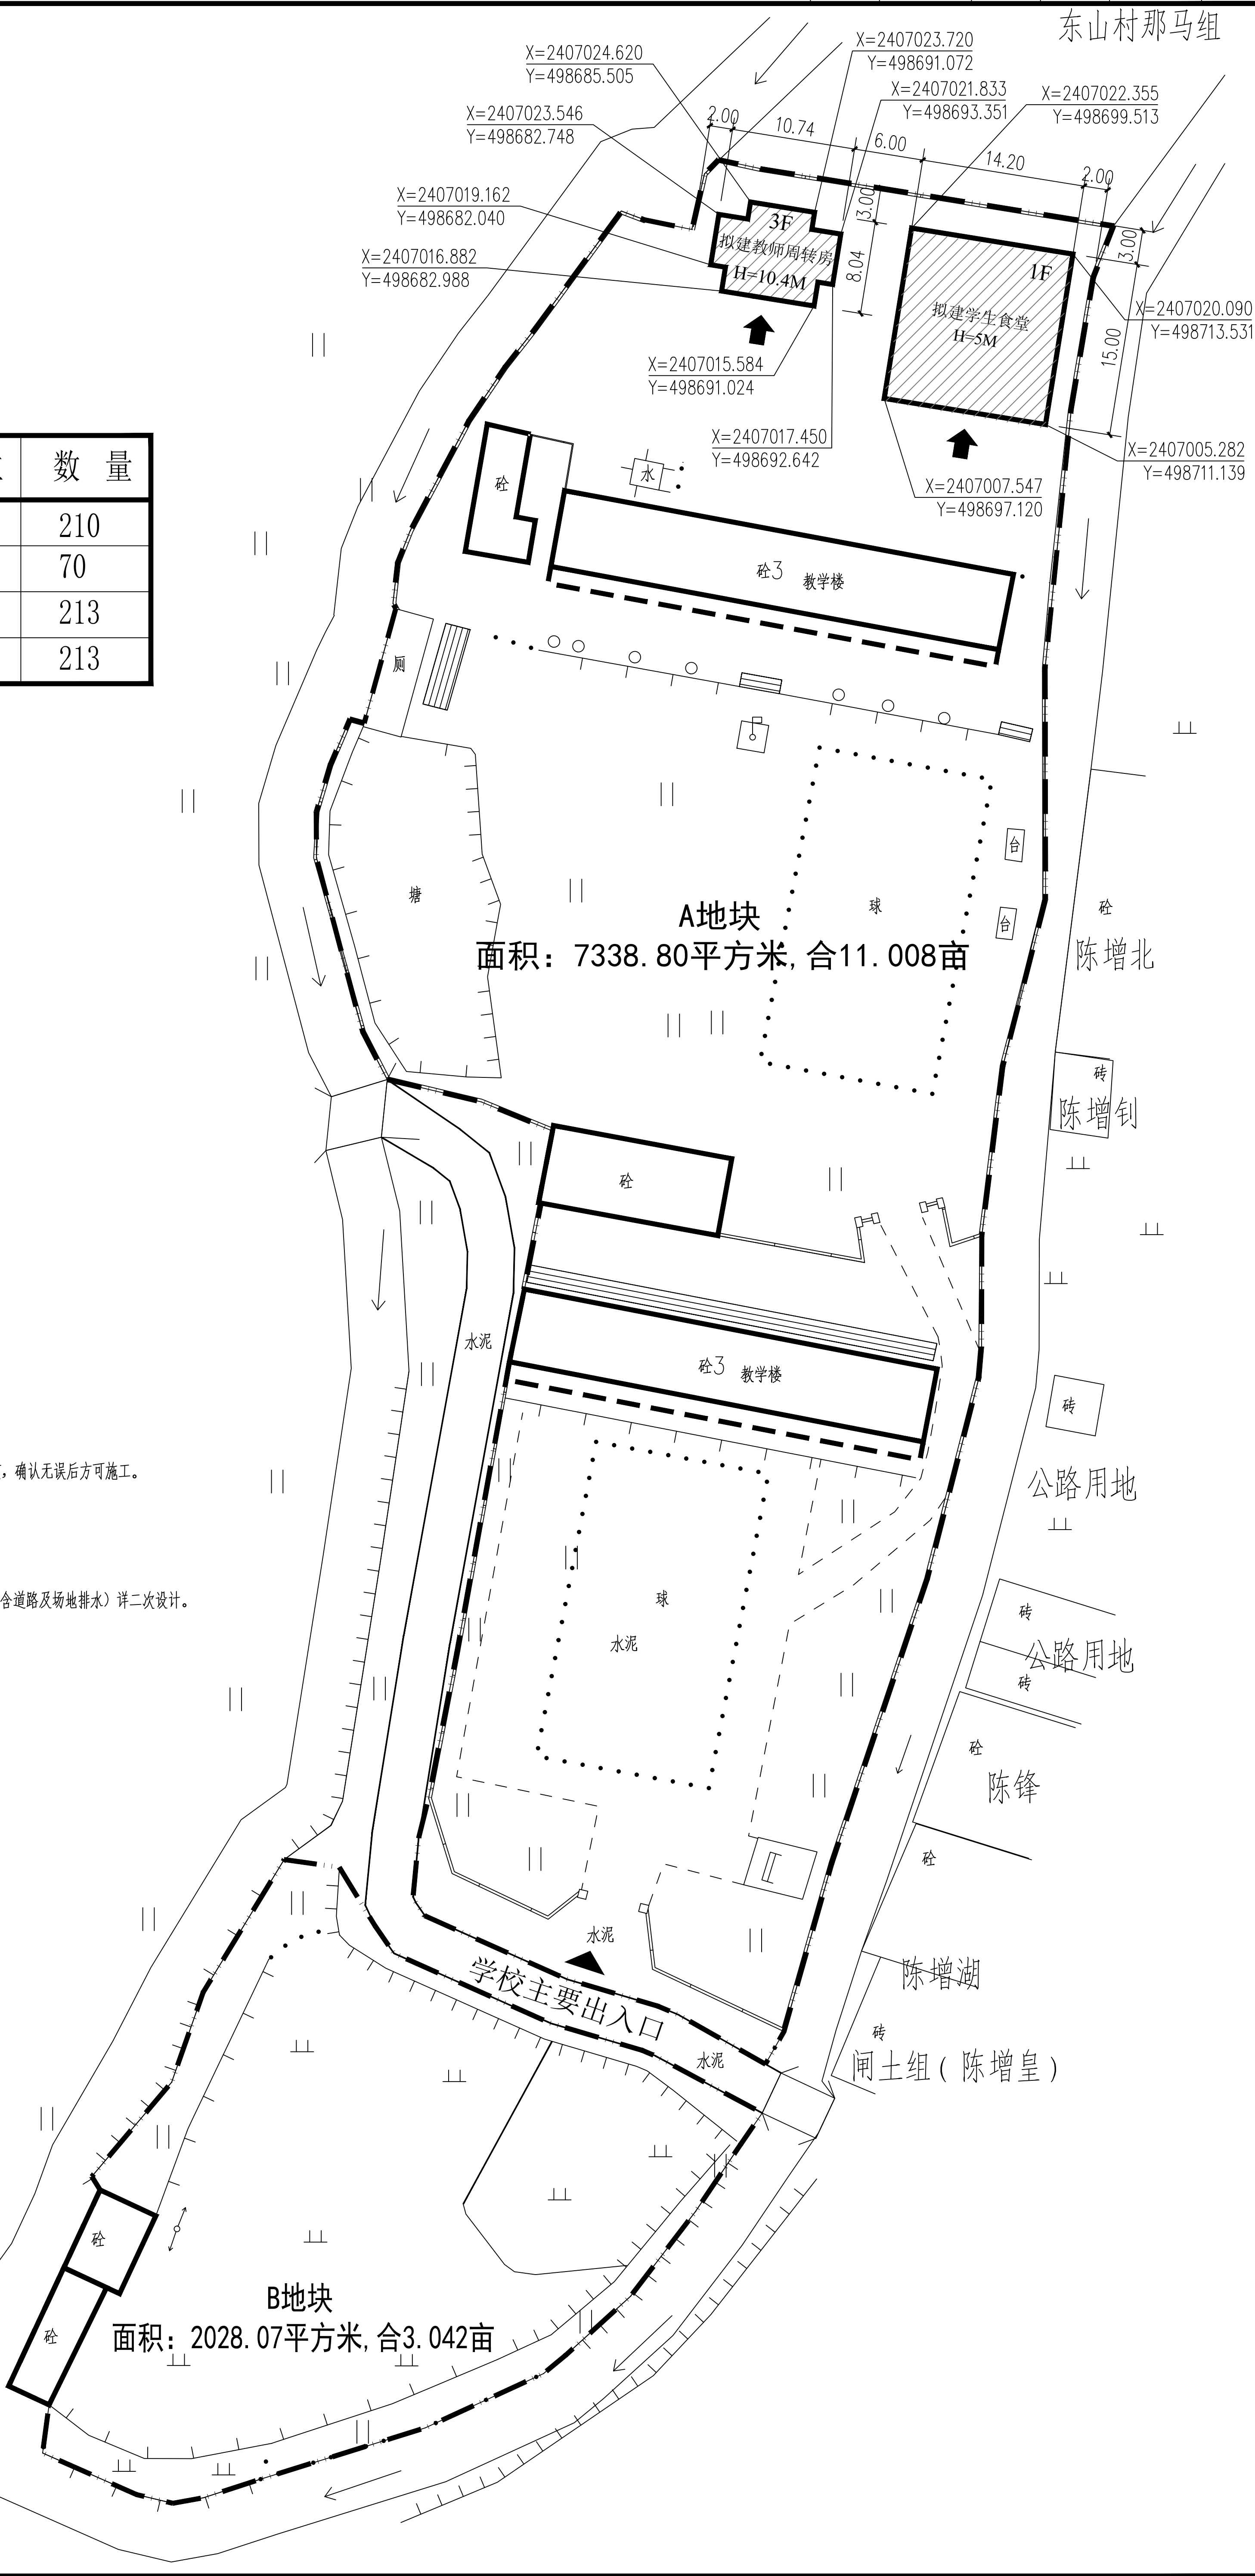 东山村那马组
X=2407024.620
Y=498685.505
X=2407023.720
Y=498691.072
X=2407021.833
Y=498693.351
X=2407022.355
Y=498699.513
X=2407023.546
Y=498682.748
2.00
10.74
6.00
14.20
2.00
X=2407019.162
Y=498682.040
3.00
3.00
3F
拟建教师周转房
H=10.4M
8.04
X=2407016.882
Y=498682.988
1F
拟建学生食堂
H=5M
15.00
X=2407020.090
Y=498713.531
X=2407015.584
Y=498691.024
X=2407017.450
Y=498692.642
X=2407005.282
Y=498711.139
X=2407007.547
Y=498697.120
数 量
210
70
213
213
砼
水
砼3 教学楼
厕
台
塘
球
台
A地块
面积：7338.80平方米,合11.008亩
砼
陈增北
砖
陈增钊
砼
水泥
砼3 教学楼
砖
，确认无误后方可施工。
公路用地
含道路及场地排水）详二次设计。
球
水泥
砖
公路用地
砖
砼
陈锋
砼
水泥
学校主要出入口
陈增湖
砖
水泥
闸土组(陈增皇)
砼
B地块
砼
面积：2028.07平方米,合3.042亩